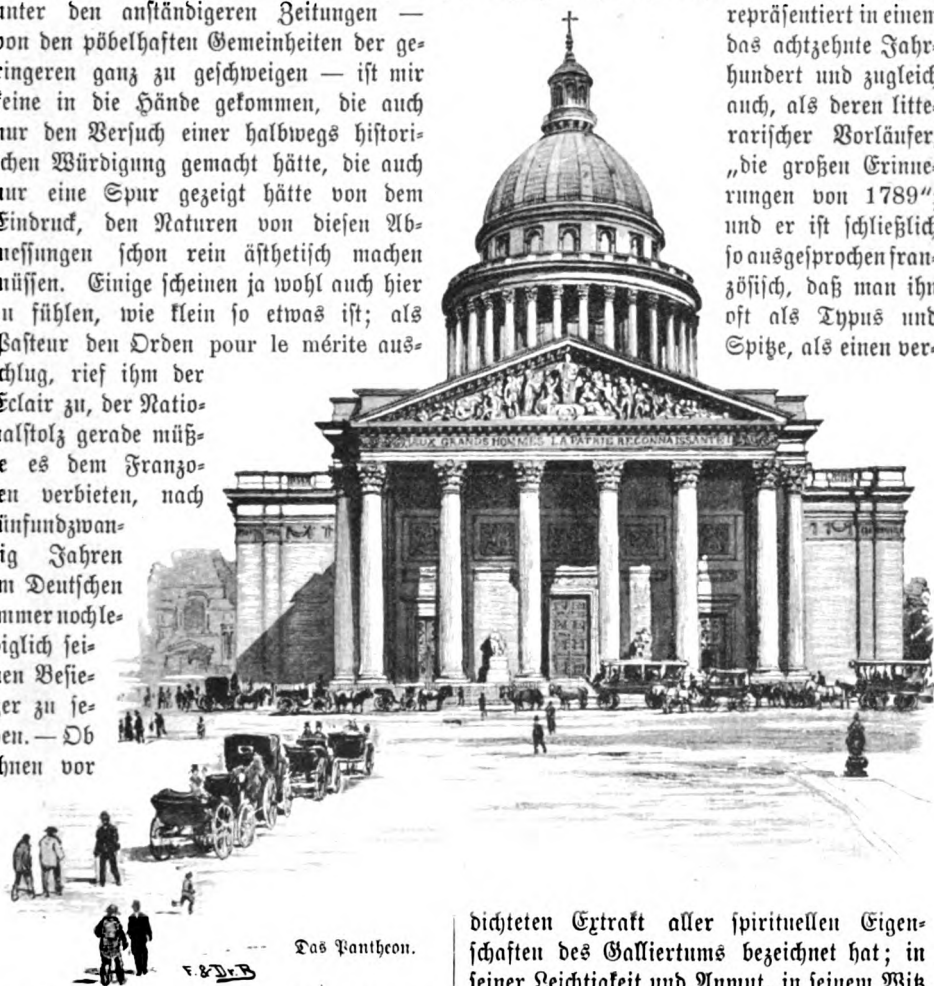 unter den anständigeren Zeitungen —
von den pöbelhaften Gemeinheiten der ge-
ringeren ganz zu geschweigen — ist mir
keine in die Hände gekommen, die auch
nur den Versuch einer halbwegs histori-
schen Würdigung gemacht hätte, die auch
nur eine Spur gezeigt hätte von dem
Eindruck, den Naturen von diesen Ab-
messungen schon rein ästhetisch machen
müssen. Einige scheinen ja wohl auch hier
zu fühlen, wie klein so etwas ist; als
Pasteur den Orden pour le mérite aus-
schlug, rief ihm der
Eclair zu, der Natio-
nalstolz gerade müß-
te es dem Franzo-
sen verbieten, nach
fünfundzwan-
zig Jahren
im Deutschen
immer noch le-
diglich sei-
nen Besie-
ger zu se-
hen. — Ob
ihnen vor
AUX GRANDS HOMMES LA PATRIE RECONNAISSANTE
F. & Dr. B
Das Pantheon.
repräsentiert in einem
das achtzehnte Jahr-
hundert und zugleich
auch, als deren litte-
rarischer Vorläufer,
„die großen Erinne-
rungen von 1789“;
und er ist schließlich
so ausgesprochen fran-
zösisch, daß man ihn
oft als Typus und
Spitze, als einen ver-
dichteten Extrakt aller spirituellen Eigen-
schaften des Galliertums bezeichnet hat; in
seiner Leichtigkeit und Anmut, in seinem Witz